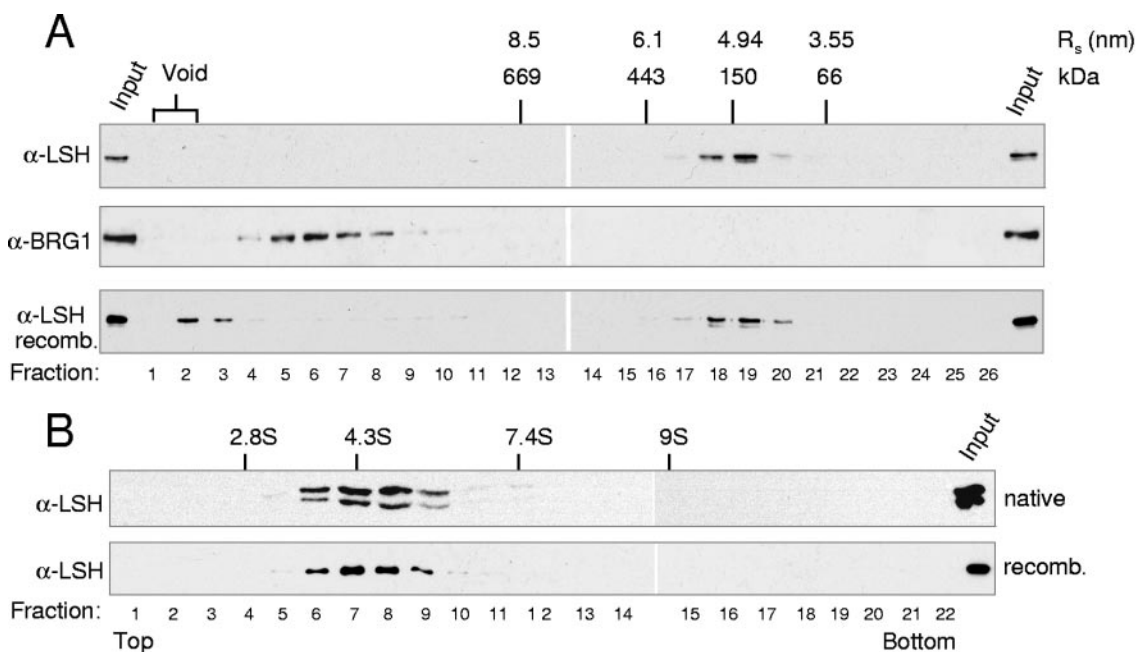 A
8.5 6.1 4.94 3.55 Rs (nm)
Input Void 669 443 150 66 Input kDa
α-LSH
α-BRG1
α-LSH
recomb.
Fraction: 1 2 3 4 5 6 7 8 9 10 11 12 13 14 15 16 17 18 19 20 21 22 23 24 25 26
B
2.8S 4.3S 7.4S 9S Input
α-LSH native
α-LSH recomb.
Fraction: 1 2 3 4 5 6 7 8 9 10 11 1 2 13 14 15 16 17 18 19 20 21 22
Top Bottom